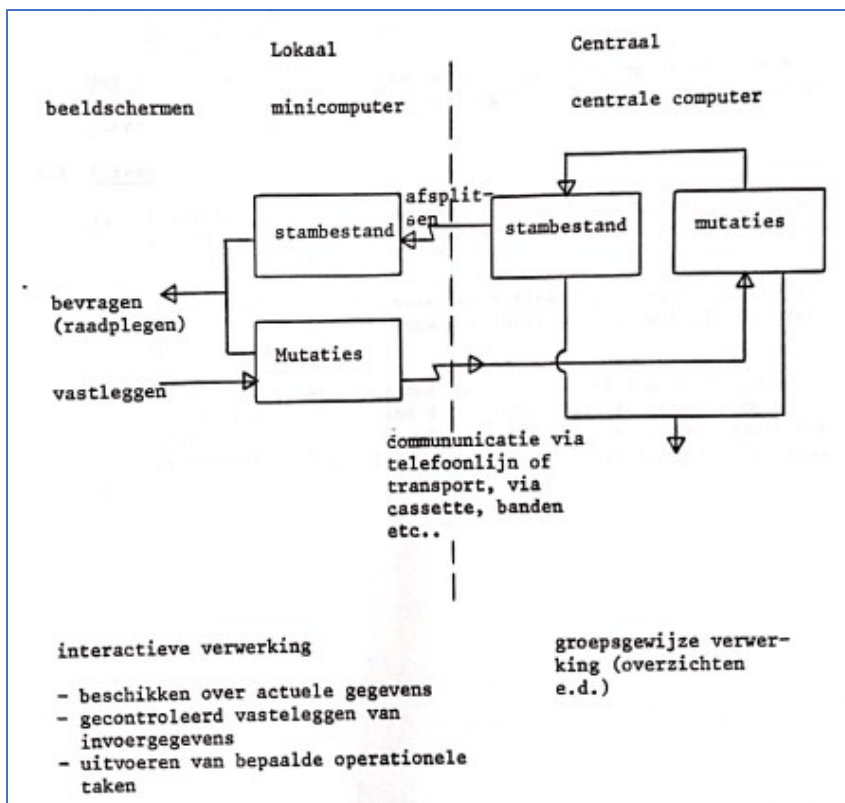 Lokaal
Centraal
beeldschermen
minicomputer
centrale computer
afsplit-
sen
stambestand
stambestand
mutaties
bevragen
(raadplegen)
Mutaties
vastleggen
commununicatie via
telefoonlijn of
transport, via
cassette, banden
etc..
interactieve verwerking
- beschikken over actuele gegevens
- gecontroleerd vasteleggen van
invoergegevens
- uitvoeren van bepaalde operationele
taken
groepsgewijze verwer-
king (overzichten
e.d.)